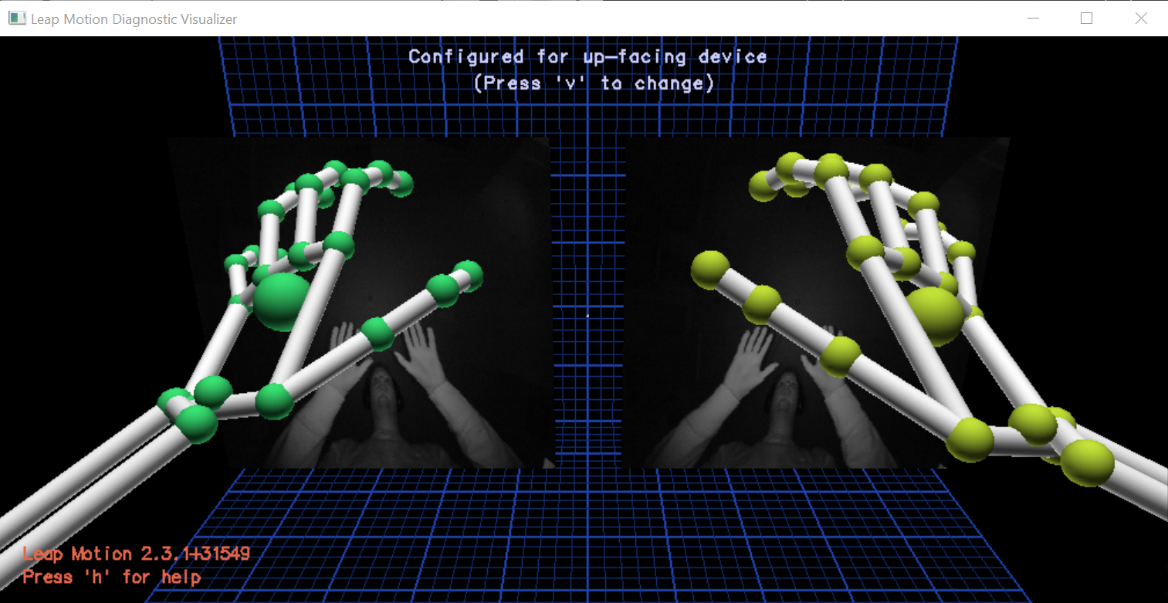 Leap Motion Diagnostic Visualizer
Configured for up-facing device
(Press 'v' to change)
Leap Motion 2.3.1+31549
Press 'h' for help